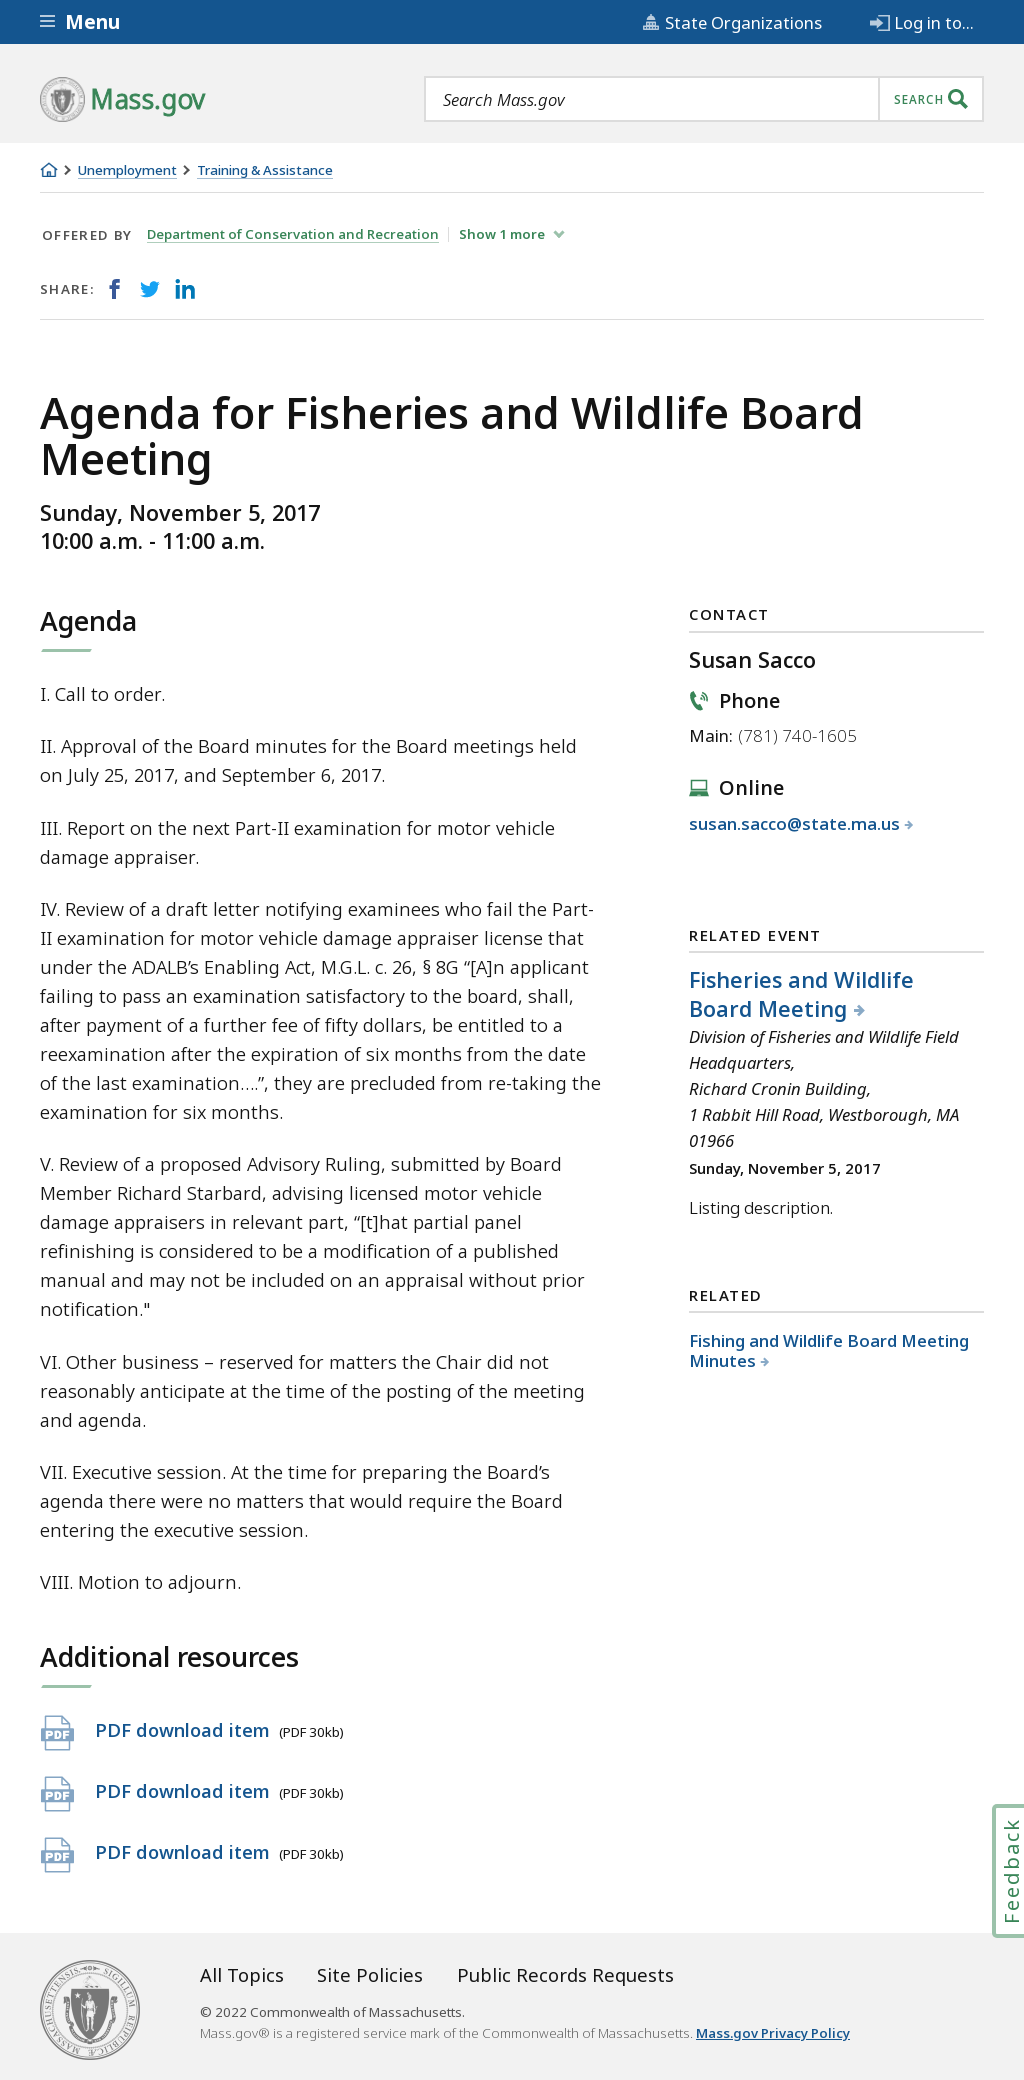 Menu
State Organizations
Log in to...
Mass.gov
Search Mass.gov
SEARCH
Unemployment
Training & Assistance
OFFERED BY Department of Conservation and Recreation Show 1 more
SHARE:
Agenda for Fisheries and Wildlife Board
Meeting
Sunday, November 5, 2017
10:00 a.m. - 11:00 a.m.
Agenda
I. Call to order.
II. Approval of the Board minutes for the Board meetings held
on July 25, 2017, and September 6, 2017.
III. Report on the next Part-II examination for motor vehicle
damage appraiser.
IV. Review of a draft letter notifying examinees who fail the Part-
II examination for motor vehicle damage appraiser license that
under the ADALB’s Enabling Act, M.G.L. c. 26, § 8G “[A]n applicant
failing to pass an examination satisfactory to the board, shall,
after payment of a further fee of fifty dollars, be entitled to a
reexamination after the expiration of six months from the date
of the last examination….”, they are precluded from re-taking the
examination for six months.
V. Review of a proposed Advisory Ruling, submitted by Board
Member Richard Starbard, advising licensed motor vehicle
damage appraisers in relevant part, “[t]hat partial panel
refinishing is considered to be a modification of a published
manual and may not be included on an appraisal without prior
notification."
VI. Other business – reserved for matters the Chair did not
reasonably anticipate at the time of the posting of the meeting
and agenda.
VII. Executive session. At the time for preparing the Board’s
agenda there were no matters that would require the Board
entering the executive session.
VIII. Motion to adjourn.
Additional resources
PDF
PDF download item (PDF 30kb)
PDF
PDF download item (PDF 30kb)
PDF
PDF download item (PDF 30kb)
CONTACT
Susan Sacco
Phone
Main: (781) 740-1605
Online
susan.sacco@state.ma.us
RELATED EVENT
Fisheries and Wildlife
Board Meeting
Division of Fisheries and Wildlife Field
Headquarters,
Richard Cronin Building,
1 Rabbit Hill Road, Westborough, MA
01966
Sunday, November 5, 2017
Listing description.
RELATED
Fishing and Wildlife Board Meeting
Minutes
Feedback
All Topics
Site Policies
Public Records Requests
© 2022 Commonwealth of Massachusetts.
Mass.gov® is a registered service mark of the Commonwealth of Massachusetts. Mass.gov Privacy Policy